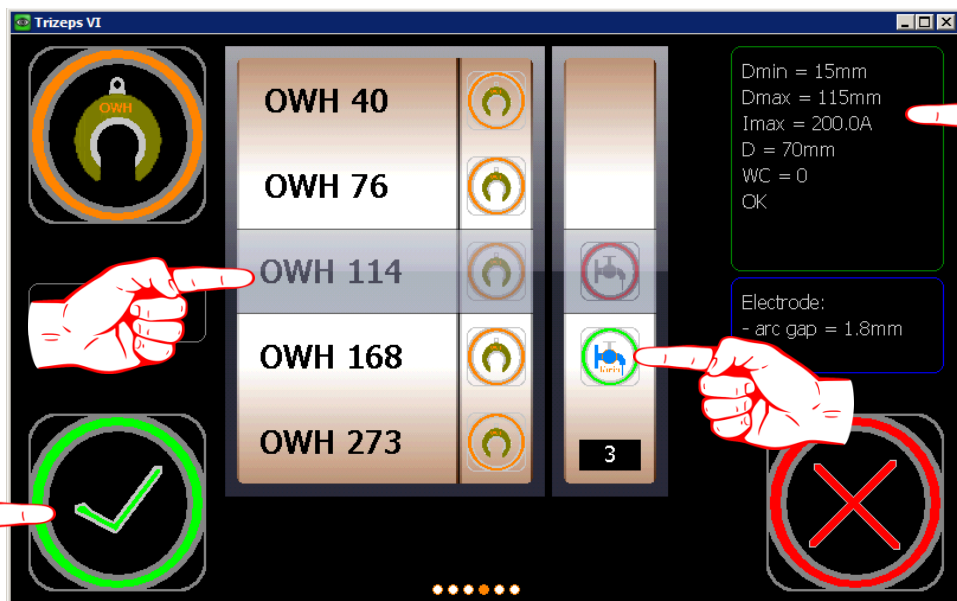 Trizeps VI
OWH
OWH 40
OWH 76
OWH 114
OWH 168
OWH 273
3
Dmin = 15mm
Dmax = 115mm
Imax = 200.0A
D = 70mm
WC = 0
OK
Electrode:
- arc gap = 1.8mm